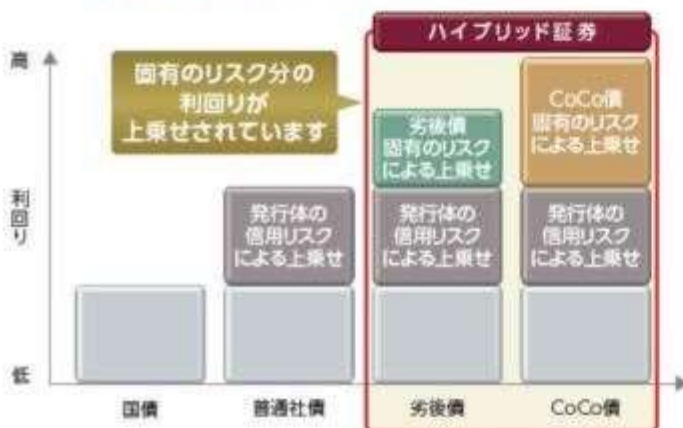 ハイブリッド証券
高
固有のリスク分の
利回りが
上乗せされています
CoCo債
固有のリスク
による上乗せ
劣後債
固有のリスク
による上乗せ
利回り
発行体の
信用リスク
による上乗せ
発行体の
信用リスク
による上乗せ
発行体の
信用リスク
による上乗せ
低
国債
普通社債
劣後債
CoCo債